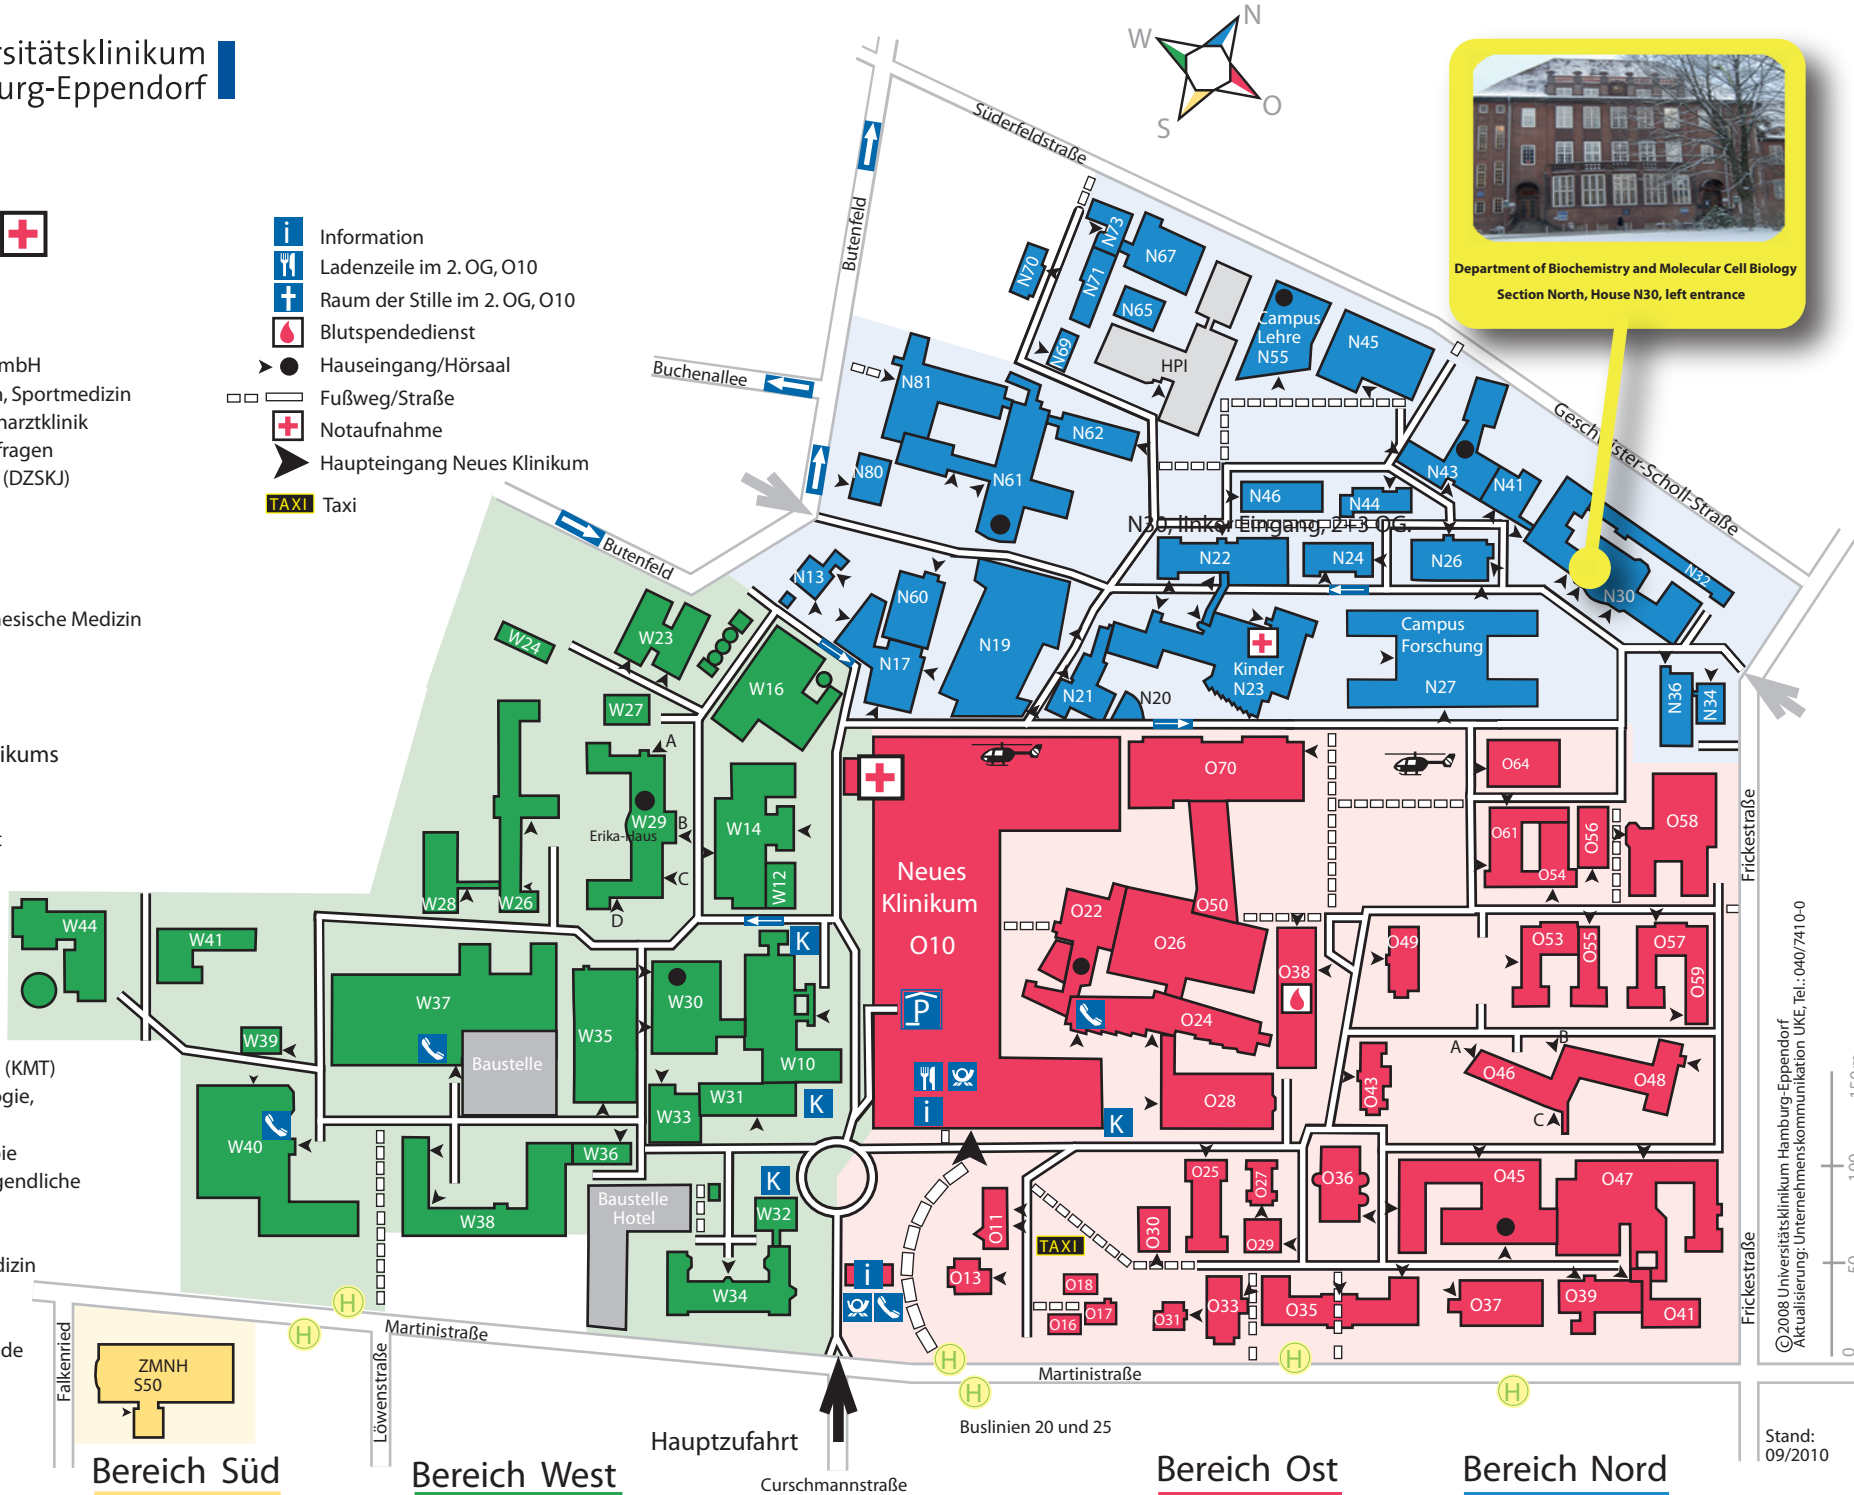 rsitätsklinikum
urg-Eppendorf
W
N
S
O
Information
Ladenzeile im 2. OG, O10
Raum der Stille im 2. OG, O10
Blutspendedienst
Hauseingang/Hörsaal
Fußweg/Straße
Notaufnahme
Haupteingang Neues Klinikum
TAXI Taxi
mbH
, Sportmedizin
narztklinik
fragen
(DZSKJ)
nesische Medizin
ikums
(KMT)
gie,
ie
gendliche
dizin
de
Department of Biochemistry and Molecular Cell Biology
Section North, House N30, left entrance
Süderfeldstraße
Butenfeld
Buchenallee
Butenfeld
Geschwister-Scholl-Straße
N73
N70
N71
N67
N65
N69
HPI
Campus
Lehre
N55
N45
N81
N62
N61
N80
N43
N41
N46
N44
N30, linker Eingang, 2+3 OG.
N22
N24
N26
N32
N30
N13
N60
N17
N19
N21
N20
Kinder
N23
Campus
Forschung
N27
N36
N34
W24
W23
W16
W27
A
W29
Erika-Haus
B
C
D
W14
W12
W28
W26
W44
W41
W37
W39
W40
Baustelle
W35
W30
W10
W31
W33
W36
W38
Baustelle
Hotel
W32
W34
K
K
K
K
Neues
Klinikum
O10
P
i
i
O70
O50
O22
O26
O24
O28
O38
O64
O61
O54
O56
O58
O49
O53
O55
O57
O59
O43
A
B
C
O46
O48
O25
O27
O29
O30
O36
O45
O47
O11
O13
TAXI
O18
O17
O16
O31
O33
O35
O37
O39
O41
Frickestraße
Frickestraße
©2008 Universitätsklinikum Hamburg-Eppendorf
Aktualisierung: Unternehmenskommunikation UKE, Tel.: 040/7410-0
0
50
100
150m
H
H
H
H
H
H
Martinistraße
Martinistraße
Falkenried
Löwenstraße
ZMNH
S50
Hauptzufahrt
Curschmannstraße
Buslinien 20 und 25
Stand:
09/2010
Bereich Süd
Bereich West
Bereich Ost
Bereich Nord